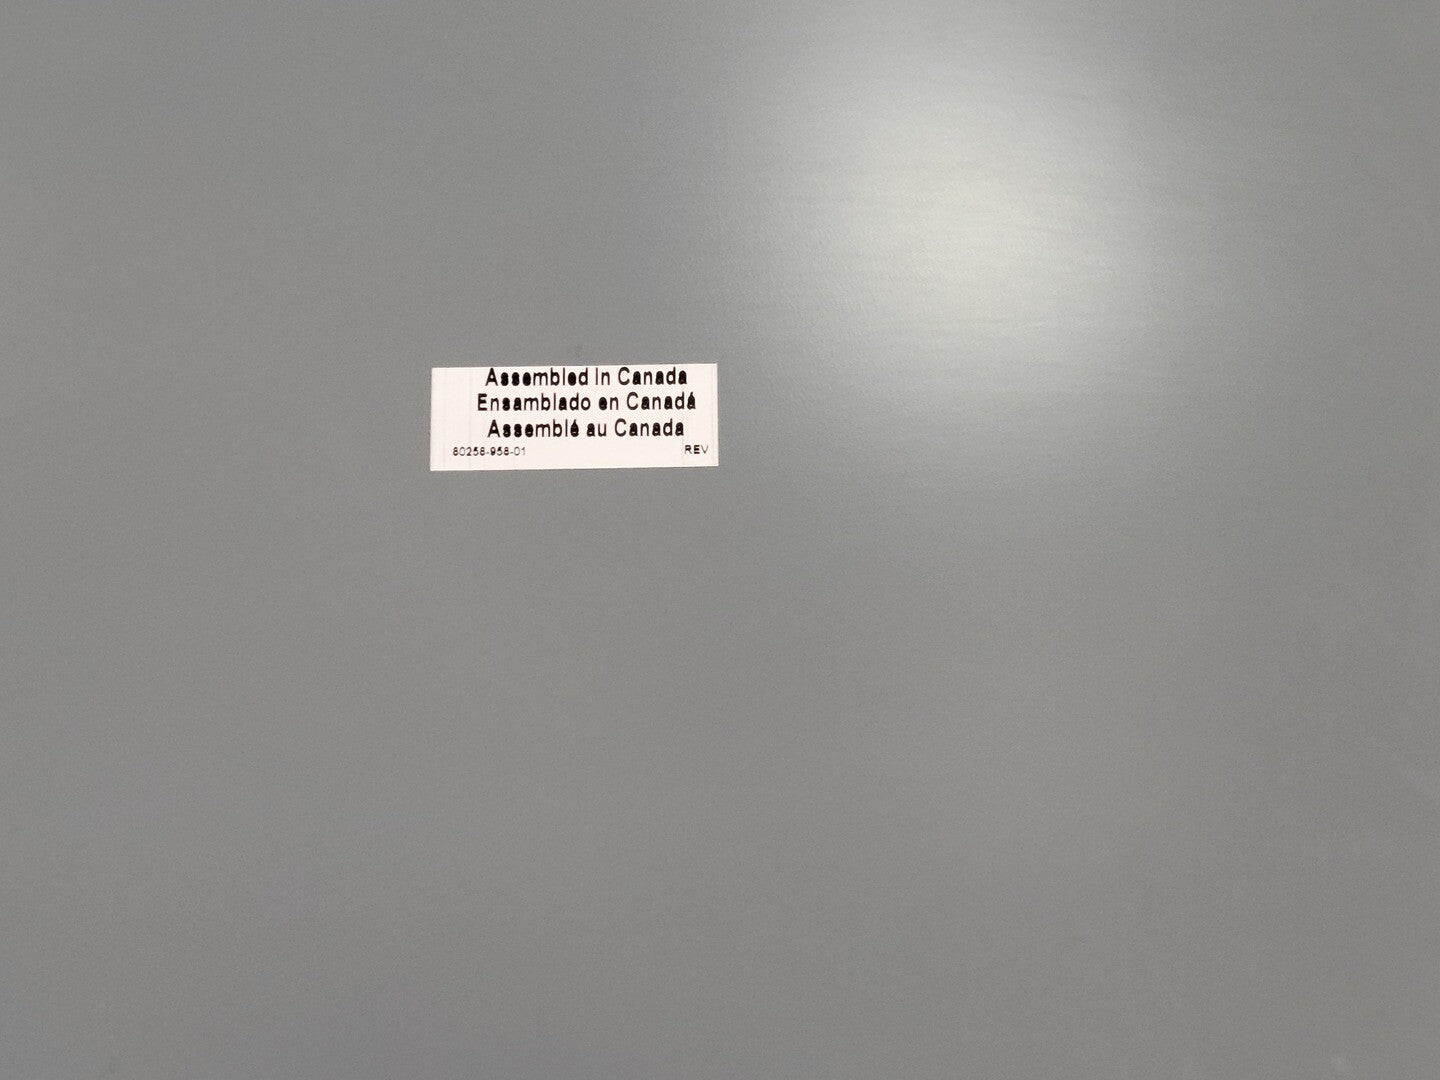 Assembled in Canada
Ensamblado en Canadá
Assemblé au Canada
80258-958-01 REV